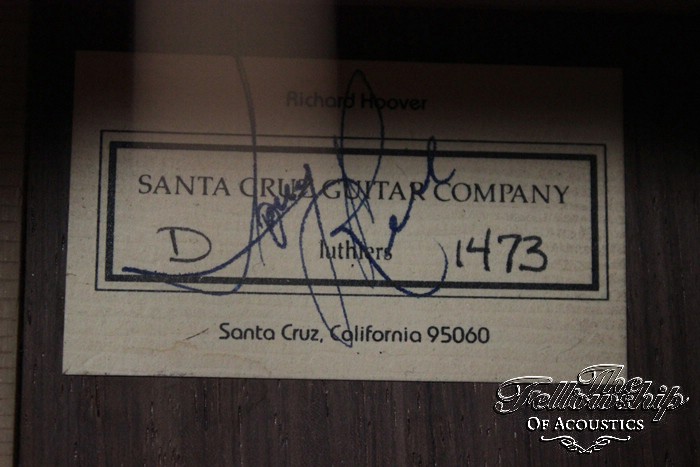 Richard Hoover
SANTA CRUZ GUITAR COMPANY
D luthiers 1473
Santa Cruz, California 95060
The
Fellowship
OF ACOUSTICS